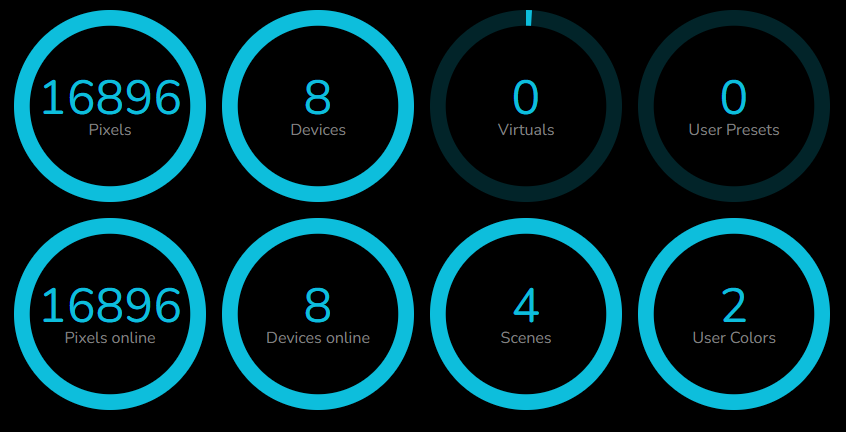 16896
Pixels
8
Devices
0
Virtuals
0
User Presets
16896
Pixels online
8
Devices online
4
Scenes
2
User Colors